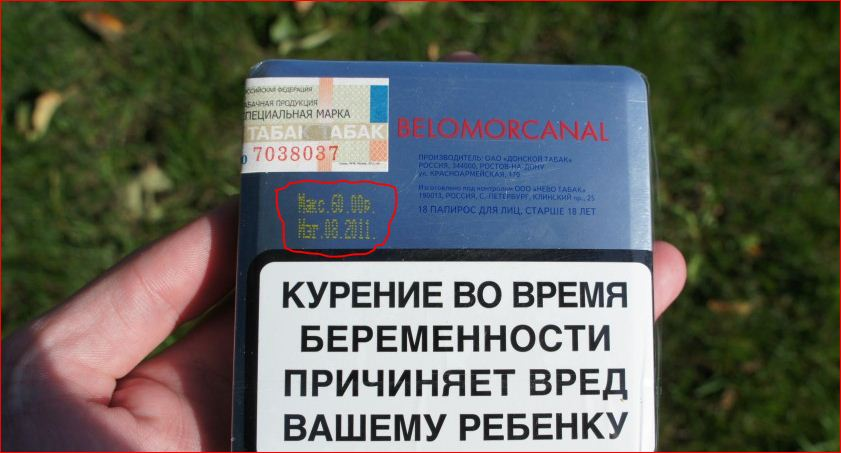 РОССИЙСКАЯ ФЕДЕРАЦИЯ
ТАБАЧНАЯ ПРОДУКЦИЯ
СПЕЦИАЛЬНАЯ МАРКА
ТАБАК ТАБАК
7038037
BELOMORCANAL
ПРОИЗВОДИТЕЛЬ: ОАО «ДОНСКОЙ ТАБАК»
РОССИЯ, 344000, РОСТОВ-НА-ДОНУ
ул. КРАСНОАРМЕЙСКАЯ, 170
Изготовлено под контролем ООО «НЕВО ТАБАК»
190013, РОССИЯ, С.-ПЕТЕРБУРГ, КЛИНСКИЙ пр., 25
18 ПАПИРОС ДЛЯ ЛИЦ, СТАРШЕ 18 ЛЕТ
Макс.60.00р.
Изг.08.2011.
КУРЕНИЕ ВО ВРЕМЯ
БЕРЕМЕННОСТИ
ПРИЧИНЯЕТ ВРЕД
ВАШЕМУ РЕБЕНКУ